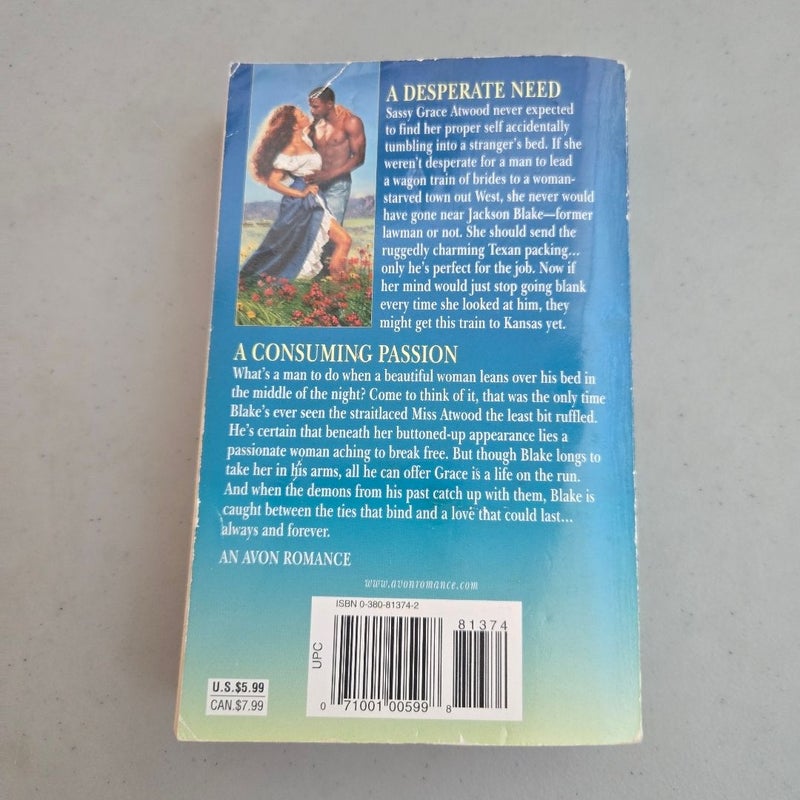 A DESPERATE NEED
Sassy Grace Atwood never expected
to find her proper self accidentally
tumbling into a stranger's bed. If she
weren't desperate for a man to lead
a wagon train of brides to a woman-
starved town out West, she never would
have gone near Jackson Blake—former
lawman or not. She should send the
ruggedly charming Texan packing...
only he's perfect for the job. Now if
her mind would just stop going blank
every time she looked at him, they
might get this train to Kansas yet.
A CONSUMING PASSION
What's a man to do when a beautiful woman leans over his bed in
the middle of the night? Come to think of it, that was the only time
Blake's ever seen the straitlaced Miss Atwood the least bit ruffled.
He's certain that beneath her buttoned-up appearance lies a
passionate woman aching to break free. But though Blake longs to
take her in his arms, all he can offer Grace is a life on the run.
And when the demons from his past catch up with them, Blake is
caught between the ties that bind and a love that could last...
always and forever.
AN AVON ROMANCE
www.avonromance.com
ISBN 0-380-81374-2
81374
UPC
0 71001 00599 8
U.S.$5.99
CAN.$7.99